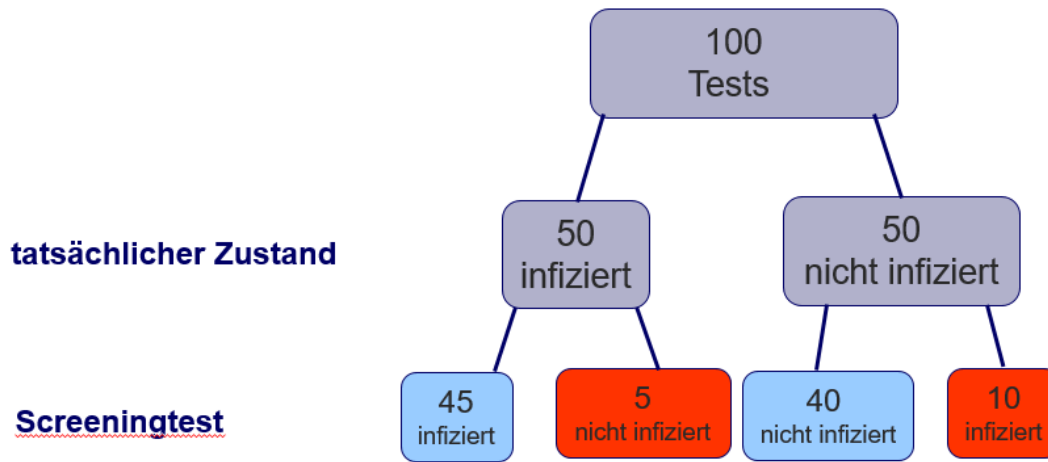 100
Tests
tatsächlicher Zustand
50
infiziert
50
nicht infiziert
Screeningtest
45
infiziert
5
nicht infiziert
40
nicht infiziert
10
infiziert